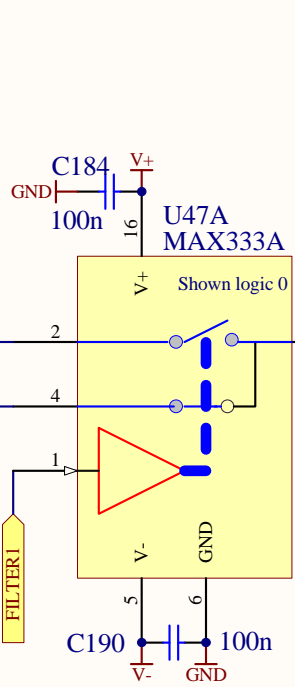 C184
V+
GND
100n
16
U47A
MAX333A
V+
Shown logic 0
2
4
1
FILTER1
V-
GND
5
6
C190
100n
V-
GND